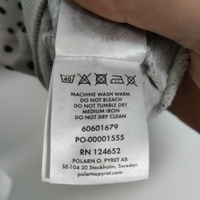 40
MACHINE WASH WARM
DO NOT BLEACH
DO NOT TUMBLE DRY
MEDIUM IRON
DO NOT DRY CLEAN
60601679
PO-00001555
RN 124652
POLARN O. PYRET AB
SE-104 30 Stockholm, Sweden
polarnopyret.com